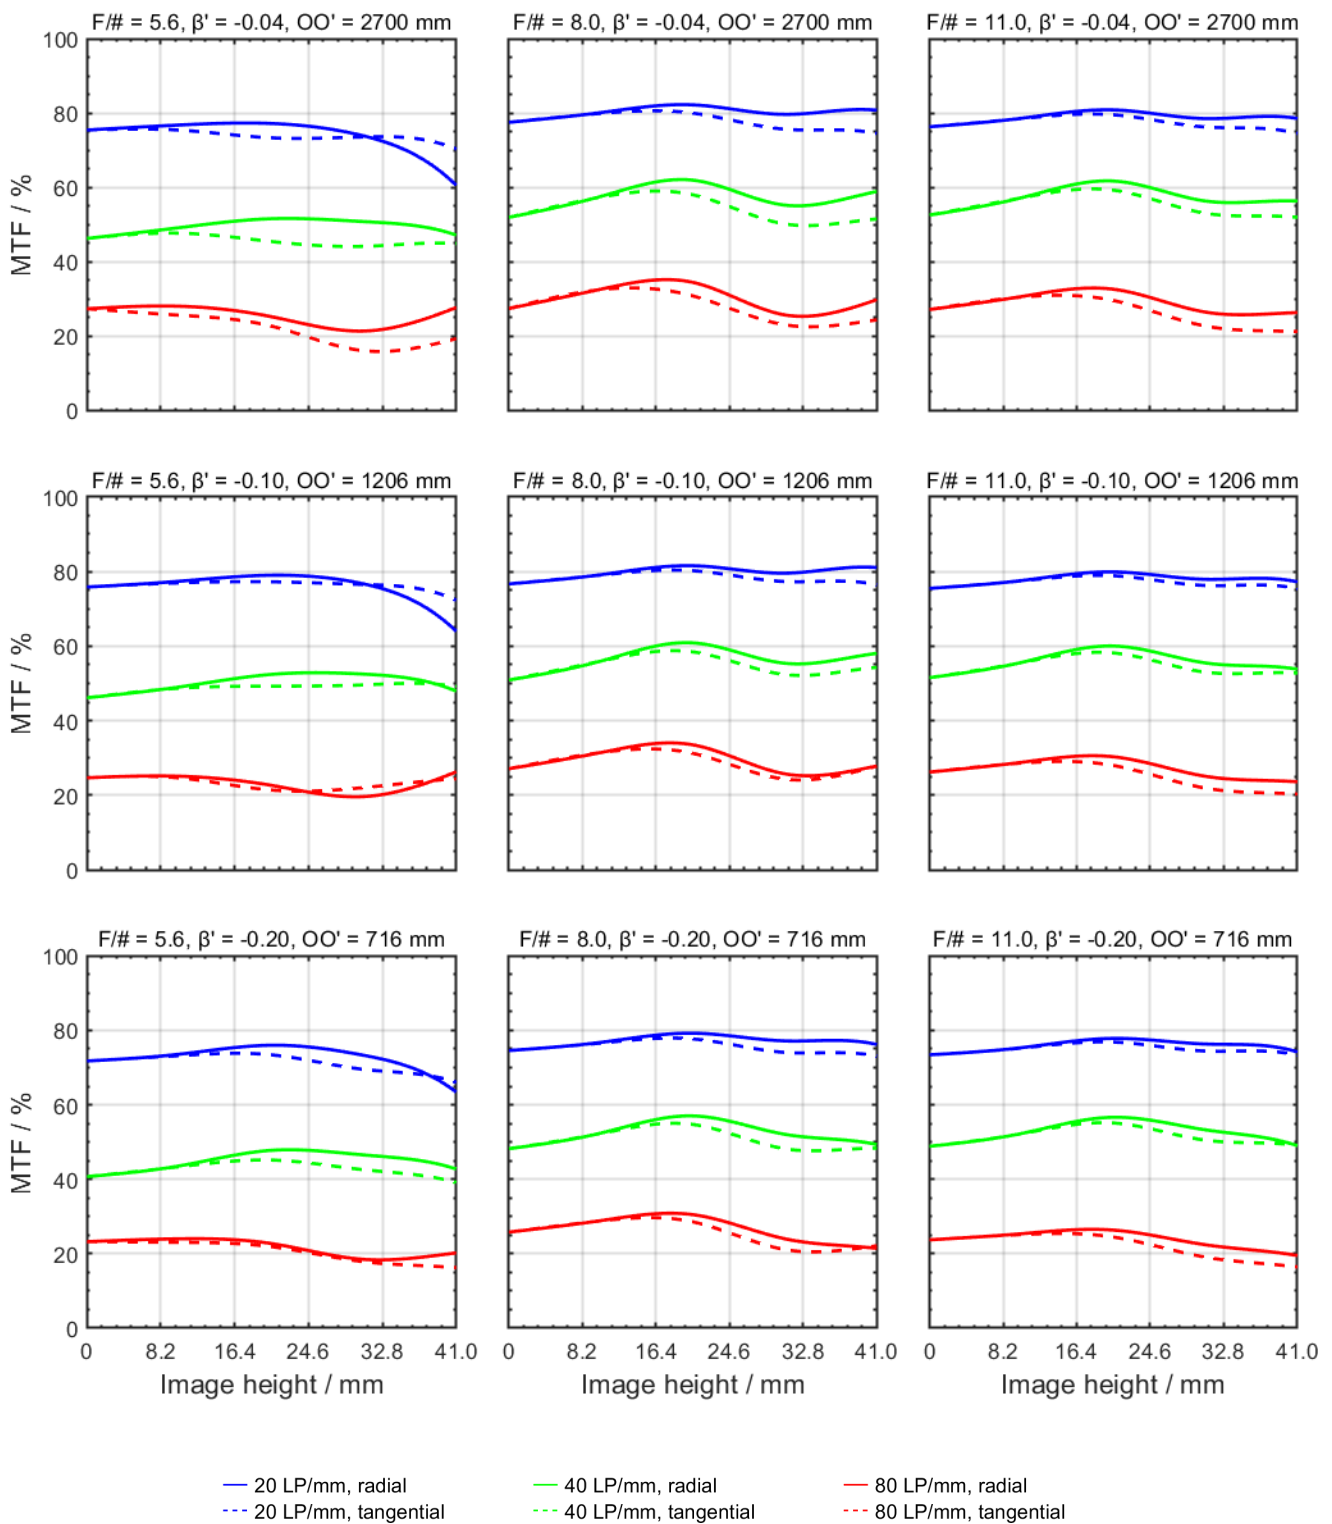 F/# = 5.6, β' = -0.04, OO' = 2700 mm
F/# = 8.0, β' = -0.04, OO' = 2700 mm
F/# = 11.0, β' = -0.04, OO' = 2700 mm
100
80
60
40
20
0
MTF / %
F/# = 5.6, β' = -0.10, OO' = 1206 mm
F/# = 8.0, β' = -0.10, OO' = 1206 mm
F/# = 11.0, β' = -0.10, OO' = 1206 mm
100
80
60
40
20
0
MTF / %
F/# = 5.6, β' = -0.20, OO' = 716 mm
F/# = 8.0, β' = -0.20, OO' = 716 mm
F/# = 11.0, β' = -0.20, OO' = 716 mm
100
80
60
40
20
0
MTF / %
0 8.2 16.4 24.6 32.8 41.0
0 8.2 16.4 24.6 32.8 41.0
0 8.2 16.4 24.6 32.8 41.0
Image height / mm
Image height / mm
Image height / mm
20 LP/mm, radial
40 LP/mm, radial
80 LP/mm, radial
20 LP/mm, tangential
40 LP/mm, tangential
80 LP/mm, tangential